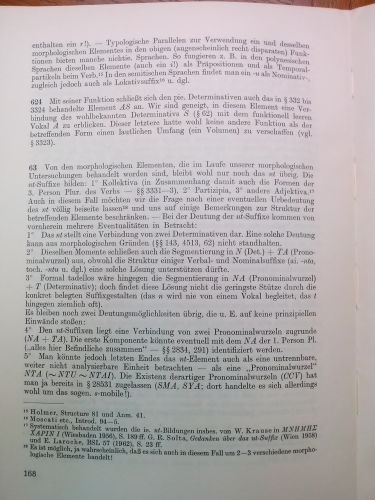 enthalten ein r!). — Typologische Parallelen zur Verwendung ein und desselben
morphologischen Elementes in den obigen (angenscheinlich recht disparaten) Funk-
tionen bieten manche Sprachen. So fungieren z. B. in den polynesischen
Sprachen dieselben Elemente (auch ein i!) als Präpositionen und als Temporal-
partikeln beim Verb.¹⁵ In den semitischen Sprachen findet man ein -u als Nominativ-,
zugleich jedoch auch als Lokativsuffix¹⁶ u. dgl.
624 Mit seiner Funktion schließt sich den pie. Determinativen auch das in § 332 bis
3324 behandelte Element AS an. Wir sind geneigt, in diesem Element eine Ver-
bindung des wohlbekannten Determinativs S (§ 62) mit dem funktionell leeren
Vokal A zu erblicken. Dieser letztere hatte wohl keine andere Funktion als der
betreffenden Form einen lautlichen Umfang (ein Volumen) zu verschaffen (vgl.
§ 3323).
63 Von den morphologischen Elementen, die im Laufe unserer morphologischen
Untersuchungen behandelt worden sind, bleibt wohl nur noch das nt übrig. Die
nt-Suffixe bilden: 1° Kollektiva (in Zusammenhang damit auch die Formen der
3. Person Plur. des Verbs — §§ 3331—3), 2° Partizipia, 3° andere Adjektiva.¹⁷
Auch in diesem Fall möchten wir die Frage nach einer eventuellen Urbedeutung
des nt völlig beiseite lassen¹⁸ und uns auf einige Bemerkungen zur Struktur der
betreffenden Elemente beschränken. — Bei der Deutung der nt-Suffixe kommen von
vornherein mehrere Eventualitäten in Betracht:
1° Das nt stellt eine Verbindung von zwei Determinativen dar. Eine solche Deutung
kann aus morphologischen Gründen (§§ 143, 4513, 62) nicht standhalten.
2° Dieselben Momente schließen auch die Segmentierung in N (Det.) + TA (Prono-
minalwurzel) aus, obwohl die Struktur einiger Verbal- und Nominalsuffixe (ai. -nto,
toch. -ntu u. dgl.) eine solche Lösung unterstützen dürfte.
3° Formal tadellos wäre hingegen die Segmentierung in NA (Pronominalwurzel)
+ T (Determinativ); doch findet diese Lösung nicht die geringste Stütze durch die
konkret belegten Suffixgestalten (das n wird nie von einem Vokal begleitet, das t
hingegen ziemlich oft).
Es bleiben noch zwei Deutungsmöglichkeiten übrig, die u. E. auf keine prinzipiellen
Einwände stoßen:
4° Den nt-Suffixen liegt eine Verbindung von zwei Pronominalwurzeln zugrunde
(NA + TA). Die erste Komponente könnte eventuell mit dem NA der 1. Person Pl.
(„alles hier Befindliche zusammen" — §§ 2834, 291) identifiziert werden.
5° Man könnte jedoch letzten Endes das nt-Element auch als eine untrennbare,
weiter nicht analysierbare Einheit betrachten — als eine „Pronominalwurzel"
NTA (~ NTU ~ NTAI). Die Existenz derartiger Pronominalwurzeln (CCV) hat
man ja bereits in § 28531 zugelassen (SMA, SYA; dort handelte es sich allerdings
wohl um das sogen. s-mobile!).
¹⁵ Holmer, Structure 81 und Anm. 41.
¹⁶ Moscati etc., Introd. 94—5.
¹⁷ Systematisch behandelt wurden die ie. nt-Bildungen insbes. von W. Krause in ΜΝΗΜΗΣ
ΧΑΡΙΝ I (Wiesbaden 1956), S. 189 ff. G. R. Solta, Gedanken über das nt-Suffix (Wien 1958)
und E. Laroche, BSL 57 (1962), S. 23 ff.
¹⁸ Es ist möglich, ja wahrscheinlich, daß es sich auch in diesem Fall um 2—3 verschiedene morpho-
logische Elemente handelt!
168